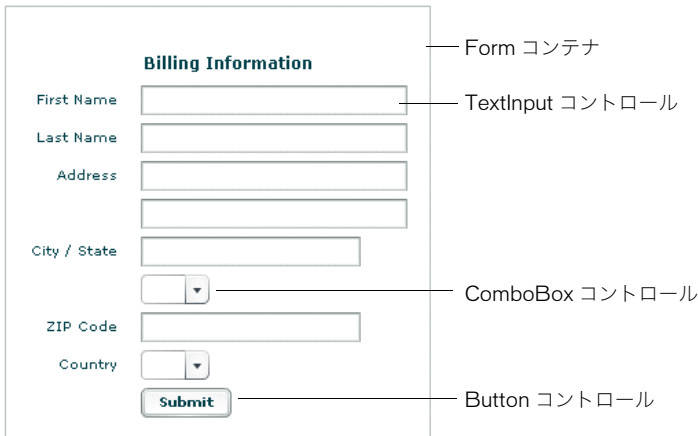 Form コンテナ
Billing Information
First Name
TextInput コントロール
Last Name
Address
City / State
ComboBox コントロール
ZIP Code
Country
Submit
Button コントロール